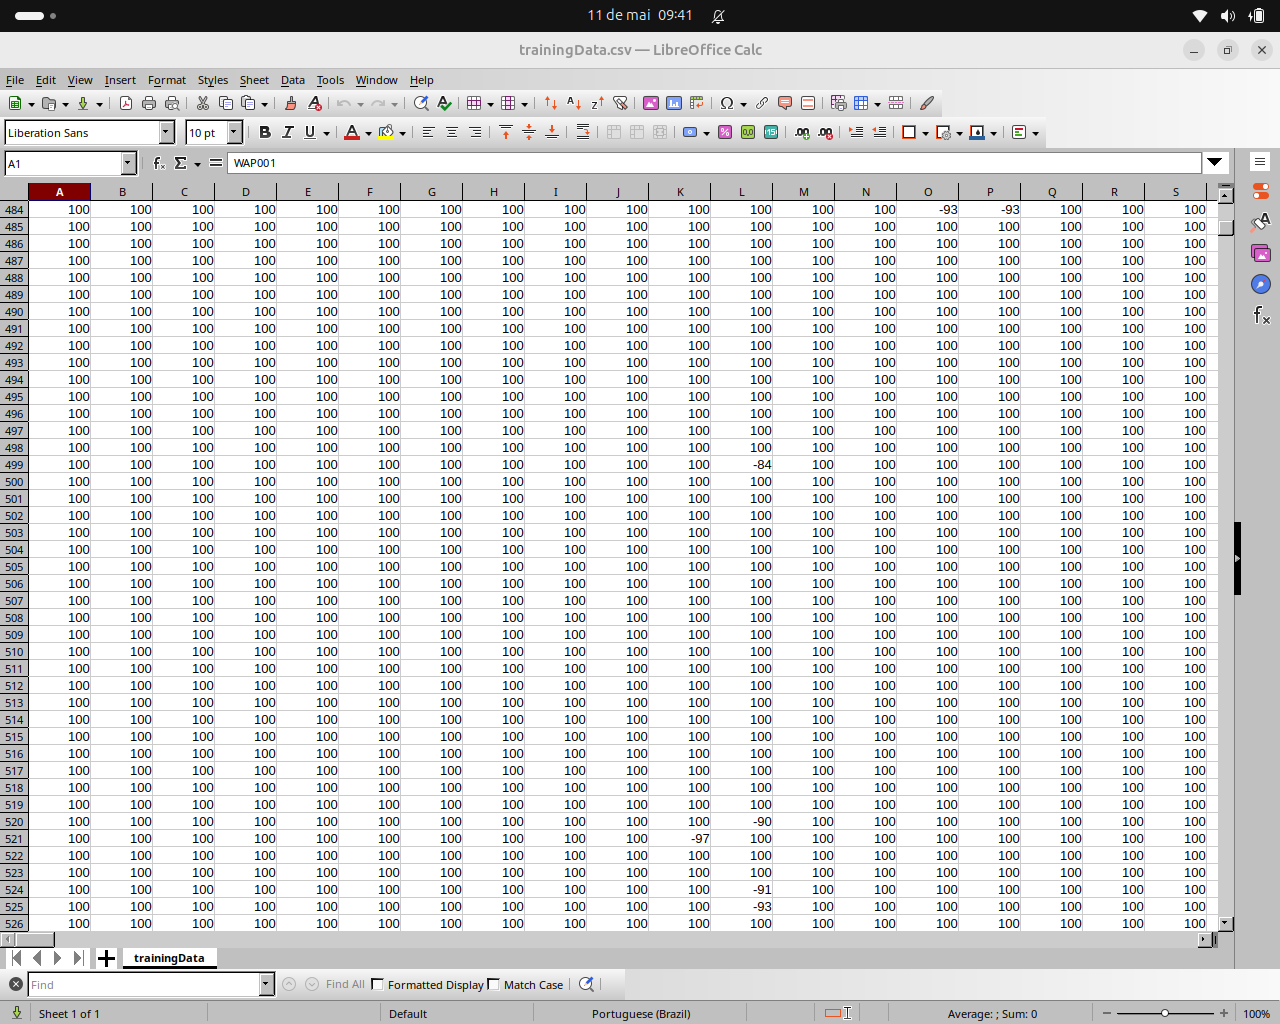 11 de mai 09:41
trainingData.csv — LibreOffice Calc
File Edit View Insert Format Styles Sheet Data Tools Window Help
Liberation Sans 10 pt
A1 WAP001
A B C D E F G H I J K L M N O P Q R S
484 100 100 100 100 100 100 100 100 100 100 100 100 100 100 -93 -93 100 100 100
485 100 100 100 100 100 100 100 100 100 100 100 100 100 100 100 100 100 100 100
486 100 100 100 100 100 100 100 100 100 100 100 100 100 100 100 100 100 100 100
487 100 100 100 100 100 100 100 100 100 100 100 100 100 100 100 100 100 100 100
488 100 100 100 100 100 100 100 100 100 100 100 100 100 100 100 100 100 100 100
489 100 100 100 100 100 100 100 100 100 100 100 100 100 100 100 100 100 100 100
490 100 100 100 100 100 100 100 100 100 100 100 100 100 100 100 100 100 100 100
491 100 100 100 100 100 100 100 100 100 100 100 100 100 100 100 100 100 100 100
492 100 100 100 100 100 100 100 100 100 100 100 100 100 100 100 100 100 100 100
493 100 100 100 100 100 100 100 100 100 100 100 100 100 100 100 100 100 100 100
494 100 100 100 100 100 100 100 100 100 100 100 100 100 100 100 100 100 100 100
495 100 100 100 100 100 100 100 100 100 100 100 100 100 100 100 100 100 100 100
496 100 100 100 100 100 100 100 100 100 100 100 100 100 100 100 100 100 100 100
497 100 100 100 100 100 100 100 100 100 100 100 100 100 100 100 100 100 100 100
498 100 100 100 100 100 100 100 100 100 100 100 100 100 100 100 100 100 100 100
499 100 100 100 100 100 100 100 100 100 100 100 -84 100 100 100 100 100 100 100
500 100 100 100 100 100 100 100 100 100 100 100 100 100 100 100 100 100 100 100
501 100 100 100 100 100 100 100 100 100 100 100 100 100 100 100 100 100 100 100
502 100 100 100 100 100 100 100 100 100 100 100 100 100 100 100 100 100 100 100
503 100 100 100 100 100 100 100 100 100 100 100 100 100 100 100 100 100 100 100
504 100 100 100 100 100 100 100 100 100 100 100 100 100 100 100 100 100 100 100
505 100 100 100 100 100 100 100 100 100 100 100 100 100 100 100 100 100 100 100
506 100 100 100 100 100 100 100 100 100 100 100 100 100 100 100 100 100 100 100
507 100 100 100 100 100 100 100 100 100 100 100 100 100 100 100 100 100 100 100
508 100 100 100 100 100 100 100 100 100 100 100 100 100 100 100 100 100 100 100
509 100 100 100 100 100 100 100 100 100 100 100 100 100 100 100 100 100 100 100
510 100 100 100 100 100 100 100 100 100 100 100 100 100 100 100 100 100 100 100
511 100 100 100 100 100 100 100 100 100 100 100 100 100 100 100 100 100 100 100
512 100 100 100 100 100 100 100 100 100 100 100 100 100 100 100 100 100 100 100
513 100 100 100 100 100 100 100 100 100 100 100 100 100 100 100 100 100 100 100
514 100 100 100 100 100 100 100 100 100 100 100 100 100 100 100 100 100 100 100
515 100 100 100 100 100 100 100 100 100 100 100 100 100 100 100 100 100 100 100
516 100 100 100 100 100 100 100 100 100 100 100 100 100 100 100 100 100 100 100
517 100 100 100 100 100 100 100 100 100 100 100 100 100 100 100 100 100 100 100
518 100 100 100 100 100 100 100 100 100 100 100 100 100 100 100 100 100 100 100
519 100 100 100 100 100 100 100 100 100 100 100 100 100 100 100 100 100 100 100
520 100 100 100 100 100 100 100 100 100 100 100 -90 100 100 100 100 100 100 100
521 100 100 100 100 100 100 100 100 100 100 -97 100 100 100 100 100 100 100 100
522 100 100 100 100 100 100 100 100 100 100 100 100 100 100 100 100 100 100 100
523 100 100 100 100 100 100 100 100 100 100 100 100 100 100 100 100 100 100 100
524 100 100 100 100 100 100 100 100 100 100 100 -91 100 100 100 100 100 100 100
525 100 100 100 100 100 100 100 100 100 100 100 -93 100 100 100 100 100 100 100
526 100 100 100 100 100 100 100 100 100 100 100 100 100 100 100 100 100 100 100
trainingData
Find Find All Formatted Display Match Case
Sheet 1 of 1 Default Portuguese (Brazil) Average: ; Sum: 0 100%